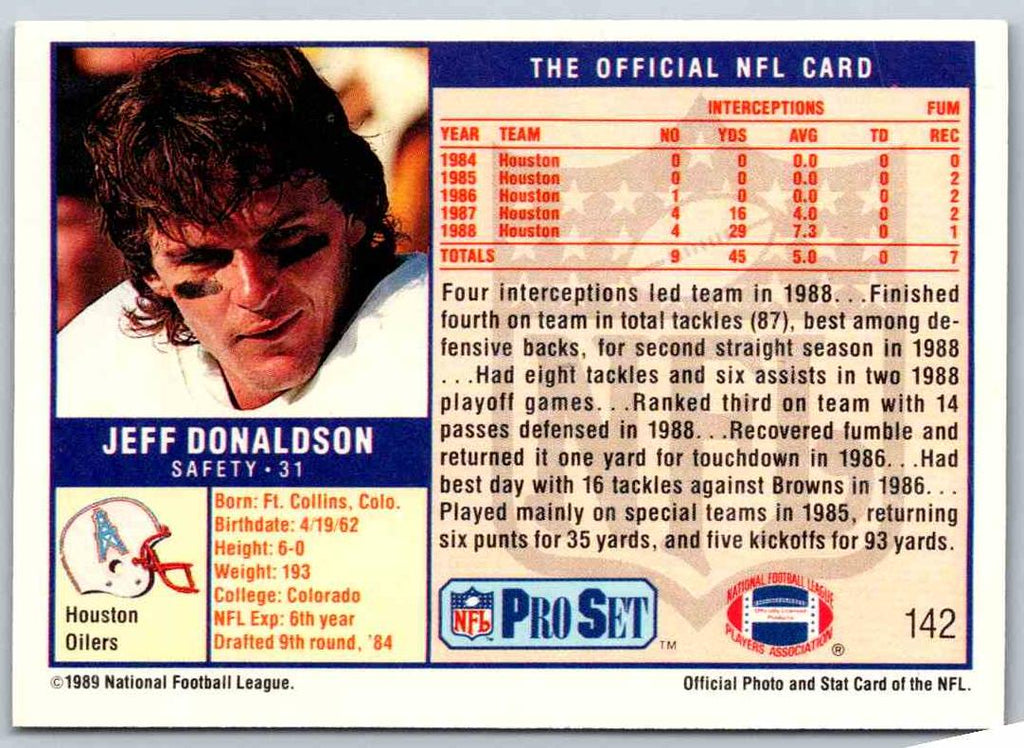 THE OFFICIAL NFL CARD
INTERCEPTIONS FUM
YEAR TEAM NO YDS AVG TD REC
1984 Houston 0 0 0.0 0 0
1985 Houston 0 0 0.0 0 2
1986 Houston 1 0 0.0 0 2
1987 Houston 4 16 4.0 0 2
1988 Houston 4 29 7.3 0 1
TOTALS 9 45 5.0 0 7
Four interceptions led team in 1988...Finished
fourth on team in total tackles (87), best among de-
fensive backs, for second straight season in 1988
...Had eight tackles and six assists in two 1988
playoff games...Ranked third on team with 14
passes defensed in 1988...Recovered fumble and
returned it one yard for touchdown in 1986...Had
best day with 16 tackles against Browns in 1986...
Played mainly on special teams in 1985, returning
six punts for 35 yards, and five kickoffs for 93 yards.
JEFF DONALDSON
SAFETY • 31
Houston
Oilers
Born: Ft. Collins, Colo.
Birthdate: 4/19/62
Height: 6-0
Weight: 193
College: Colorado
NFL Exp: 6th year
Drafted 9th round, '84
NFL PRO SET ™
NATIONAL FOOTBALL LEAGUE
Officially Licensed
Product
PLAYERS ASSOCIATION ®
142
©1989 National Football League.
Official Photo and Stat Card of the NFL.